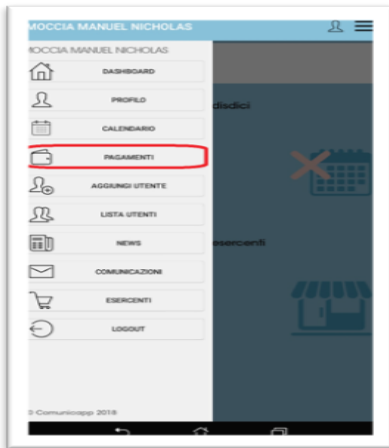 MOCCIA MANUEL NICHOLAS
MOCCIA MANUEL NICHOLAS
DASHBOARD
PROFILO
disdici
CALENDARIO
PAGAMENTI
AGGIUNGI UTENTE
LISTA UTENTI
NEWS
esercenti
COMUNICAZIONI
ESERCENTI
LOGOUT
© Comunicapp 2018